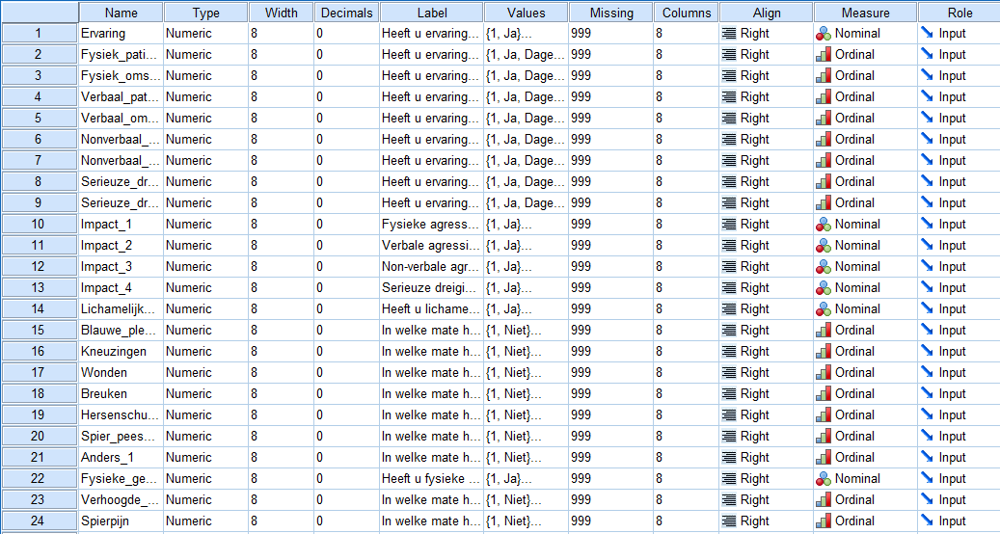 Name Type Width Decimals Label Values Missing Columns Align Measure Role
1 Ervaring Numeric 8 0 Heeft u ervaring... {1, Ja}... 999 8 Right Nominal Input
2 Fysiek_pati... Numeric 8 0 Heeft u ervaring... {1, Ja, Dage... 999 8 Right Ordinal Input
3 Fysiek_oms... Numeric 8 0 Heeft u ervaring... {1, Ja, Dage... 999 8 Right Ordinal Input
4 Verbaal_pat... Numeric 8 0 Heeft u ervaring... {1, Ja, Dage... 999 8 Right Ordinal Input
5 Verbaal_om... Numeric 8 0 Heeft u ervaring... {1, Ja, Dage... 999 8 Right Ordinal Input
6 Nonverbaal_... Numeric 8 0 Heeft u ervaring... {1, Ja, Dage... 999 8 Right Ordinal Input
7 Nonverbaal_... Numeric 8 0 Heeft u ervaring... {1, Ja, Dage... 999 8 Right Ordinal Input
8 Serieuze_dr... Numeric 8 0 Heeft u ervaring... {1, Ja, Dage... 999 8 Right Ordinal Input
9 Serieuze_dr... Numeric 8 0 Heeft u ervaring... {1, Ja, Dage... 999 8 Right Ordinal Input
10 Impact_1 Numeric 8 0 Fysieke agress... {1, Ja}... 999 8 Right Nominal Input
11 Impact_2 Numeric 8 0 Verbale agressi... {1, Ja}... 999 8 Right Nominal Input
12 Impact_3 Numeric 8 0 Non-verbale agr... {1, Ja}... 999 8 Right Nominal Input
13 Impact_4 Numeric 8 0 Serieuze dreigi... {1, Ja}... 999 8 Right Nominal Input
14 Lichamelijk... Numeric 8 0 Heeft u lichame... {1, Ja}... 999 8 Right Nominal Input
15 Blauwe_ple... Numeric 8 0 In welke mate h... {1, Niet}... 999 8 Right Ordinal Input
16 Kneuzingen Numeric 8 0 In welke mate h... {1, Niet}... 999 8 Right Ordinal Input
17 Wonden Numeric 8 0 In welke mate h... {1, Niet}... 999 8 Right Ordinal Input
18 Breuken Numeric 8 0 In welke mate h... {1, Niet}... 999 8 Right Ordinal Input
19 Hersenschu... Numeric 8 0 In welke mate h... {1, Niet}... 999 8 Right Ordinal Input
20 Spier_pees... Numeric 8 0 In welke mate h... {1, Niet}... 999 8 Right Ordinal Input
21 Anders_1 Numeric 8 0 In welke mate h... {1, Niet}... 999 8 Right Ordinal Input
22 Fysieke_ge... Numeric 8 0 Heeft u fysieke ... {1, Ja}... 999 8 Right Nominal Input
23 Verhoogde_... Numeric 8 0 In welke mate h... {1, Niet}... 999 8 Right Ordinal Input
24 Spierpijn Numeric 8 0 In welke mate h... {1, Niet}... 999 8 Right Ordinal Input